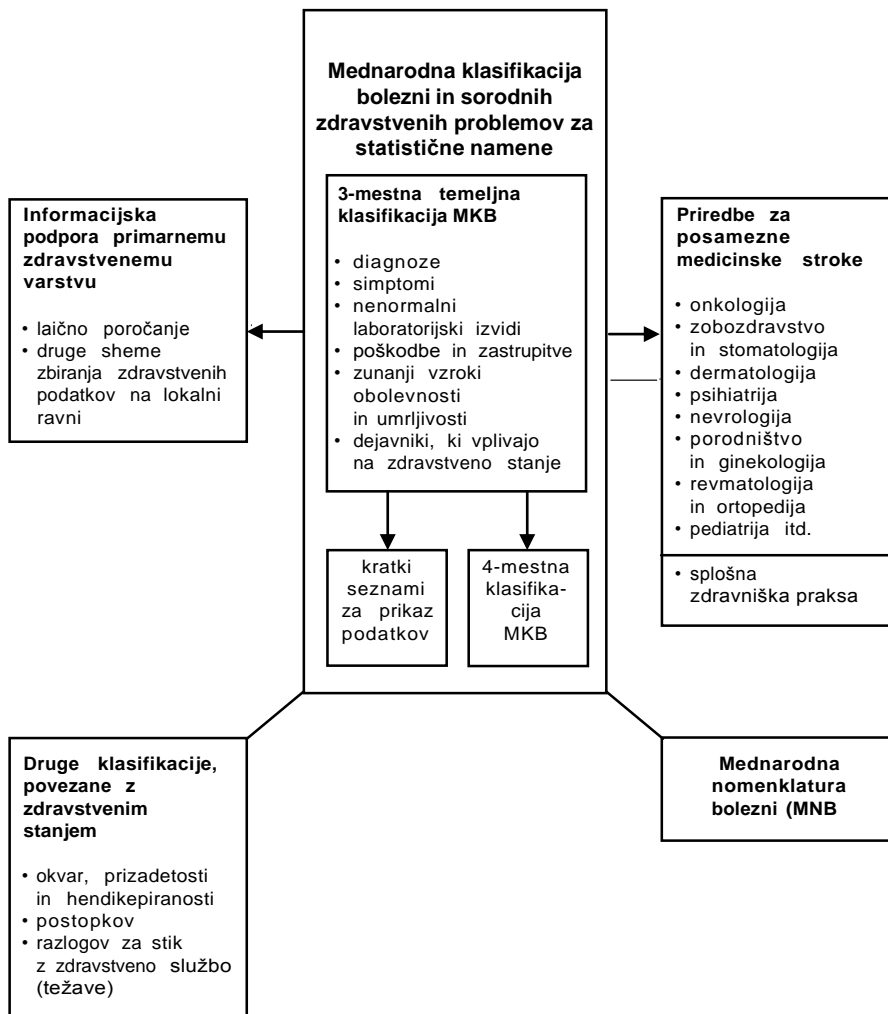 Mednarodna klasifikacija
bolezni in sorodnih
zdravstvenih problemov za
statistične namene
3-mestna temeljna
klasifikacija MKB
• diagnoze
• simptomi
• nenormalni
laboratorijski izvidi
• poškodbe in zastrupitve
• zunanji vzroki
obolevnosti
in umrljivosti
• dejavniki, ki vplivajo
na zdravstveno stanje
kratki
seznami
za prikaz
podatkov
4-mestna
klasifika-
cija
MKB
Informacijska
podpora primarnemu
zdravstvenemu
varstvu
• laično poročanje
• druge sheme
zbiranja zdravstvenih
podatkov na lokalni
ravni
Priredbe za
posamezne
medicinske stroke
• onkologija
• zobozdravstvo
in stomatologija
• dermatologija
• psihiatrija
• nevrologija
• porodništvo
in ginekologija
• revmatologija
in ortopedija
• pediatrija itd.
• splošna
zdravniška praksa
Druge klasifikacije,
povezane z
zdravstvenim
stanjem
• okvar, prizadetosti
in hendikepiranosti
• postopkov
• razlogov za stik
z zdravstveno službo
(težave)
Mednarodna
nomenklatura
bolezni (MNB